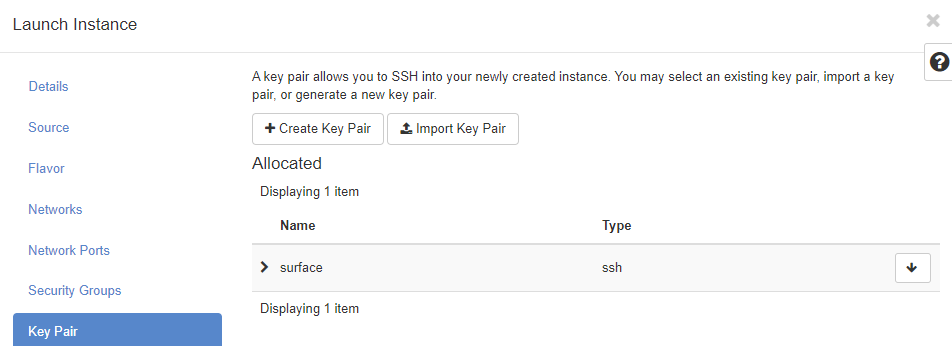 Launch Instance
Details
Source
Flavor
Networks
Network Ports
Security Groups
Key Pair
A key pair allows you to SSH into your newly created instance. You may select an existing key pair, import a key
pair, or generate a new key pair.
Create Key Pair
Import Key Pair
Allocated
Displaying 1 item
Name Type
surface ssh
Displaying 1 item